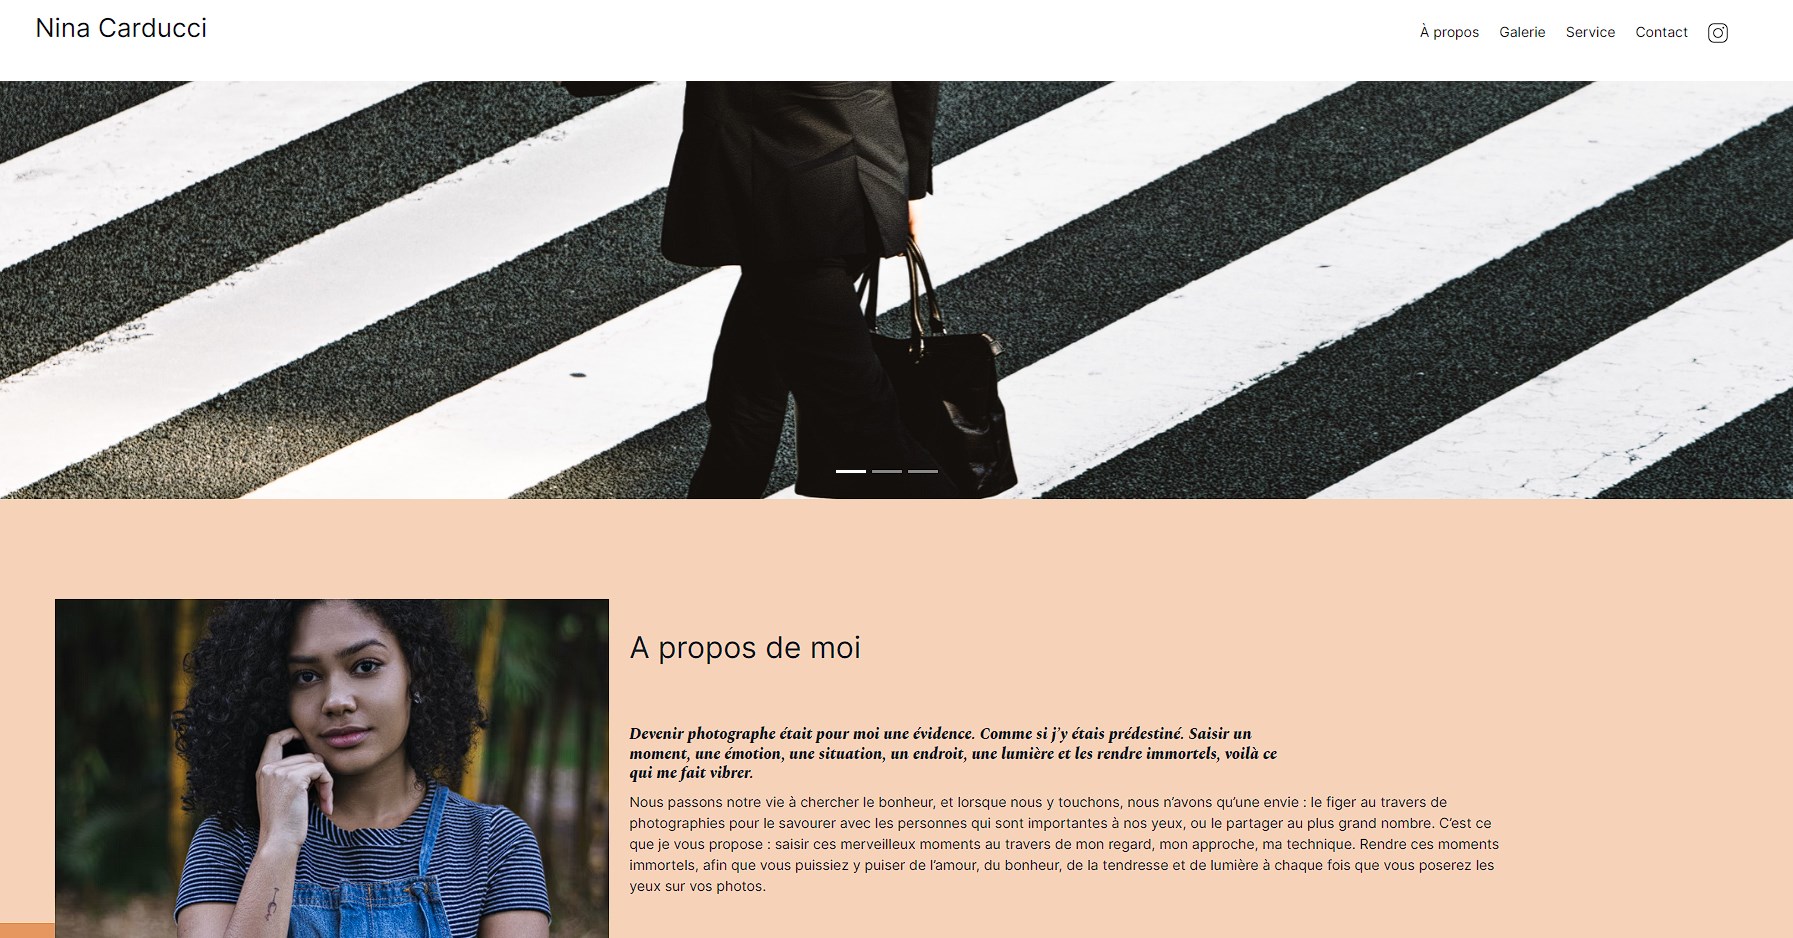 Nina Carducci
À propos
Galerie
Service
Contact
A propos de moi
Devenir photographe était pour moi une évidence. Comme si j’y étais prédestiné. Saisir un
moment, une émotion, une situation, un endroit, une lumière et les rendre immortels, voilà ce
qui me fait vibrer.
Nous passons notre vie à chercher le bonheur, et lorsque nous y touchons, nous n’avons qu’une envie : le figer au travers de
photographies pour le savourer avec les personnes qui sont importantes à nos yeux, ou le partager au plus grand nombre. C’est ce
que je vous propose : saisir ces merveilleux moments au travers de mon regard, mon approche, ma technique. Rendre ces moments
immortels, afin que vous puissiez y puiser de l’amour, du bonheur, de la tendresse et de lumière à chaque fois que vous poserez les
yeux sur vos photos.